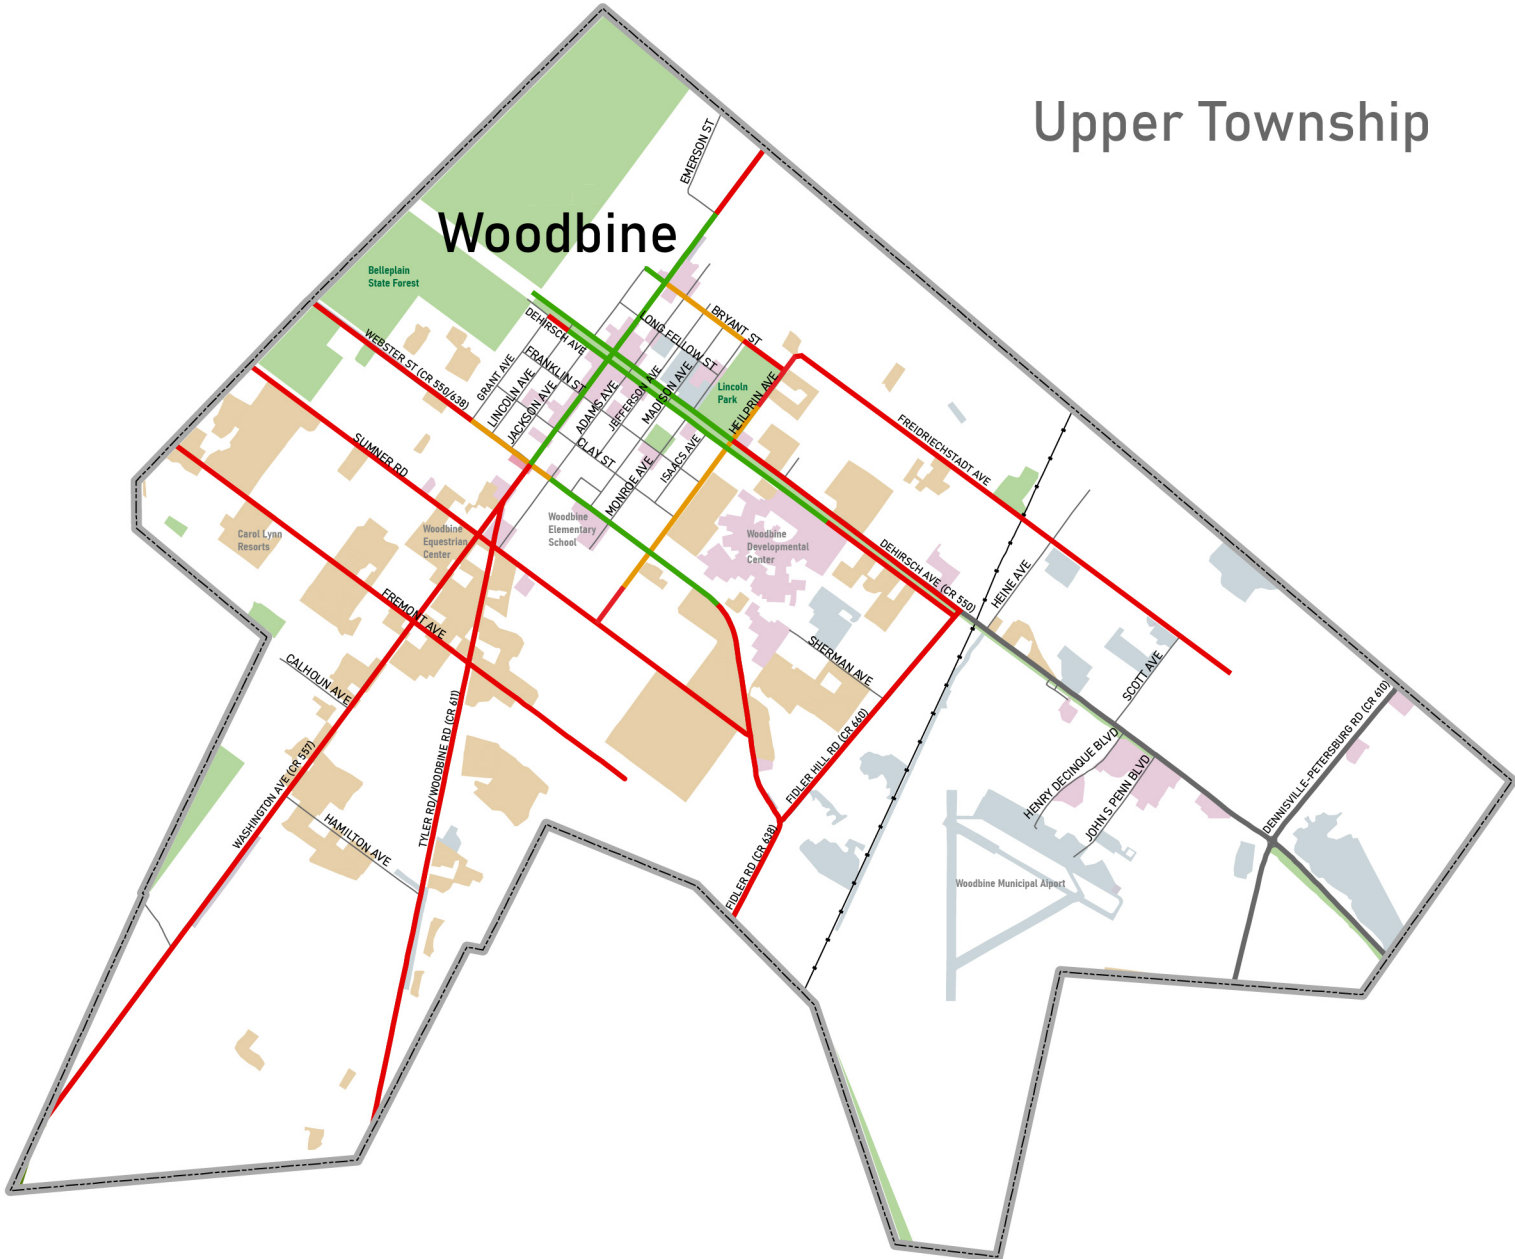 Upper Township
EMERSON ST
Woodbine
Belleplain
State Forest
BRYANT ST
LONG FELLOW ST
DEHIRSCH AVE
WEBSTER ST (CR 550/638)
FRANKLIN ST
GRANT AVE
LINCOLN AVE
JACKSON AVE
ADAMS AVE
JEFFERSON AVE
MADISON AVE
Lincoln
Park
HEILPRIN AVE
CLAY ST
MONROE AVE
ISAACS AVE
SUMNER RD
FREIDRIECHSTADT AVE
Carol Lynn
Resorts
Woodbine
Equestrian
Center
Woodbine
Elementary
School
Woodbine
Developmental
Center
DEHIRSCH AVE (CR 550)
HEINE AVE
FREMONT AVE
CALHOUN AVE
SHERMAN AVE
SCOTT AVE
WASHINGTON AVE (CR 557)
TYLER RD/WOODBINE RD (CR 611)
FIDLER HILL RD (CR 660)
HENRY DECINQUE BLVD
JOHN S PENN BLVD
DENNISVILLE-PETERSBURG RD (CR 610)
HAMILTON AVE
FIDLER RD (CR 638)
Woodbine Municipal Aiport